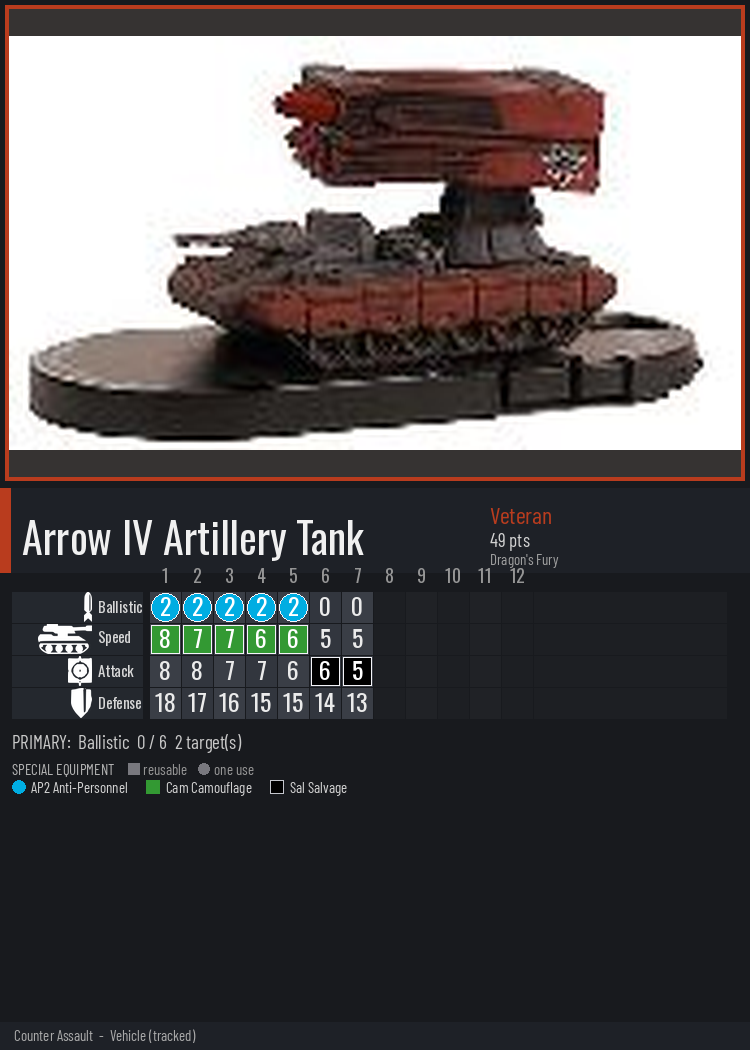 Arrow IV Artillery Tank
Veteran
49 pts
Dragon's Fury
1 2 3 4 5 6 7 8 9 10 11 12
Ballistic 2 2 2 2 2 0 0
Speed 8 7 7 6 6 5 5
Attack 8 8 7 7 6 6 5
Defense 18 17 16 15 15 14 13
PRIMARY: Ballistic 0 / 6 2 target(s)
SPECIAL EQUIPMENT reusable one use
AP2 Anti-Personnel Cam Camouflage Sal Salvage
Counter Assault - Vehicle (tracked)